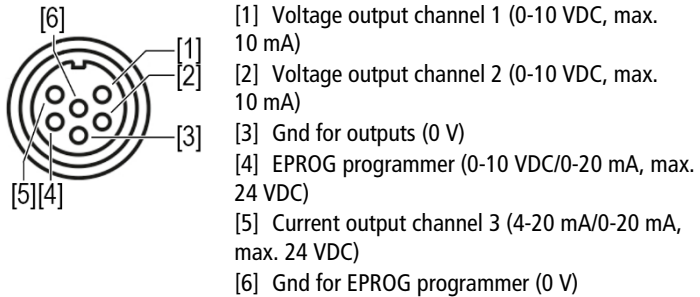 [6]
[1]
[2]
[3]
[5][4]
[1] Voltage output channel 1 (0-10 VDC, max.
10 mA)
[2] Voltage output channel 2 (0-10 VDC, max.
10 mA)
[3] Gnd for outputs (0 V)
[4] EPROG programmer (0-10 VDC/0-20 mA, max.
24 VDC)
[5] Current output channel 3 (4-20 mA/0-20 mA,
max. 24 VDC)
[6] Gnd for EPROG programmer (0 V)